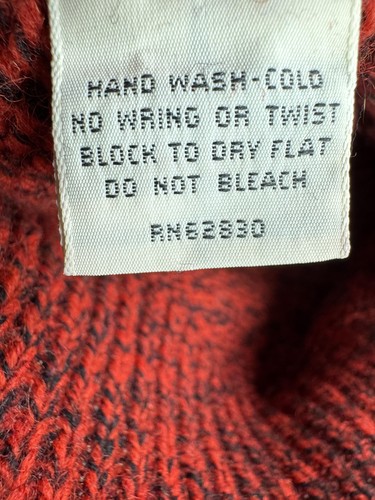 HAND WASH-COLD
NO WRING OR TWIST
BLOCK TO DRY FLAT
DO NOT BLEACH
RN62830